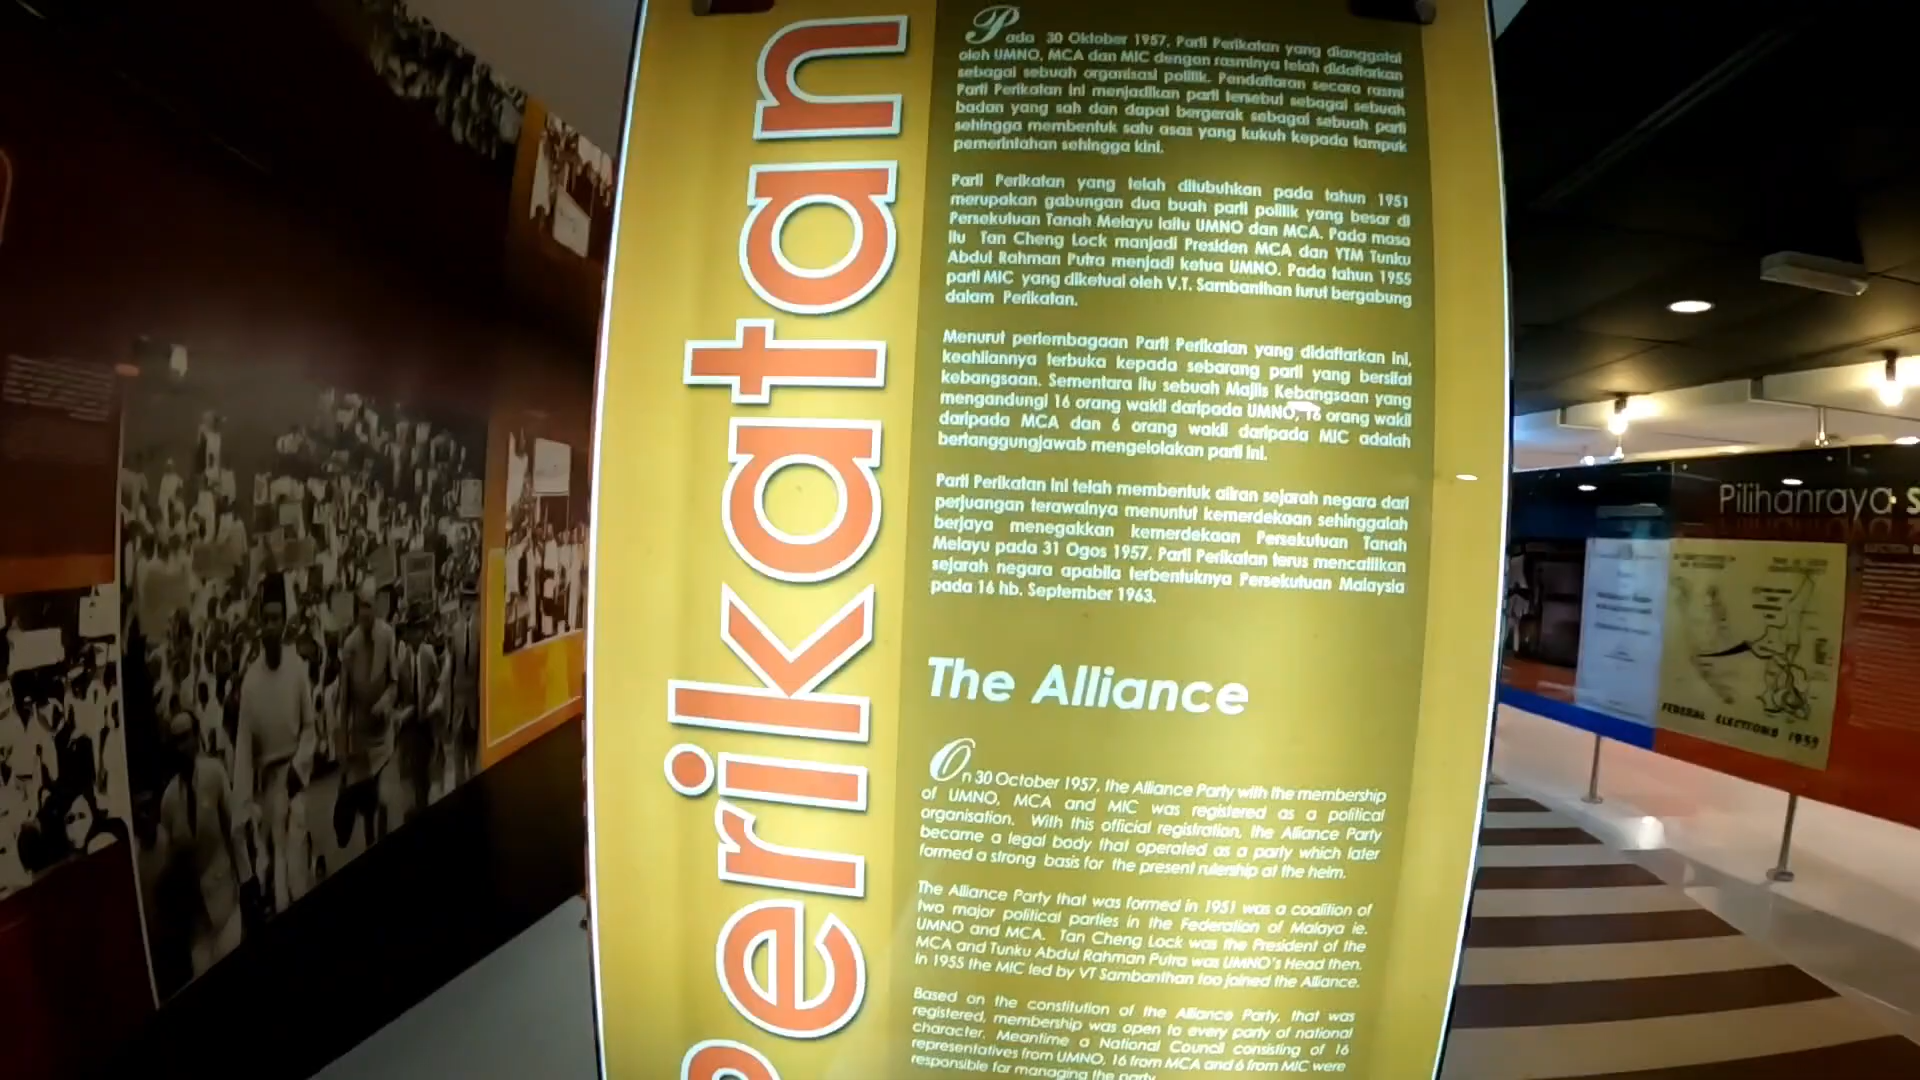 Perikatan
Pada 30 Oktober 1957, Parti Perikatan yang dianggotai
oleh UMNO, MCA dan MIC dengan rasminya telah didaftarkan
sebagai sebuah organisasi politik. Pendaftaran secara rasmi
Parti Perikatan ini menjadikan parti tersebut sebagai sebuah
badan yang sah dan dapat bergerak sebagai sebuah parti
sehingga membentuk satu asas yang kukuh kepada tampuk
pemerintahan sehingga kini.
Parti Perikatan yang telah ditubuhkan pada tahun 1951
merupakan gabungan dua buah parti politik yang besar di
Persekutuan Tanah Melayu iaitu UMNO dan MCA. Pada masa
itu Tan Cheng Lock manjadi Presiden MCA dan YTM Tunku
Abdul Rahman Putra menjadi ketua UMNO. Pada tahun 1955
parti MIC yang diketuai oleh V.T. Sambanthan turut bergabung
dalam Perikatan.
Menurut perlembagaan Parti Perikatan yang didaftarkan ini,
keahliannya terbuka kepada sebarang parti yang bersifat
kebangsaan. Sementara itu sebuah Majlis Kebangsaan yang
mengandungi 16 orang wakil daripada UMNO, 16 orang wakil
daripada MCA dan 6 orang wakil daripada MIC adalah
bertanggungjawab mengelolakan parti ini.
Parti Perikatan ini telah membentuk aliran sejarah negara dari
perjuangan terawalnya menuntut kemerdekaan sehinggalah
berjaya menegakkan kemerdekaan Persekutuan Tanah
Melayu pada 31 Ogos 1957. Parti Perikatan terus mencatitkan
sejarah negara apabila terbentuknya Persekutuan Malaysia
pada 16 hb. September 1963.
The Alliance
On 30 October 1957, the Alliance Party with the membership
of UMNO, MCA and MIC was registered as a political
organisation. With this official registration, the Alliance Party
became a legal body that operated as a party which later
formed a strong basis for the present rulership at the helm.
The Alliance Party that was formed in 1951 was a coalition of
two major political parties in the Federation of Malaya ie.
UMNO and MCA. Tan Cheng Lock was the President of the
MCA and Tunku Abdul Rahman Putra was UMNO's Head then.
In 1955 the MIC led by VT Sambanthan too joined the Alliance.
Based on the constitution of the Alliance Party, that was
registered, membership was open to every party of national
character. Meantime a National Council consisting of 16
representatives from UMNO, 16 from MCA and 6 from MIC were
responsible for managing the party.
Pilihanraya
FEDERAL ELECTIONS 1955